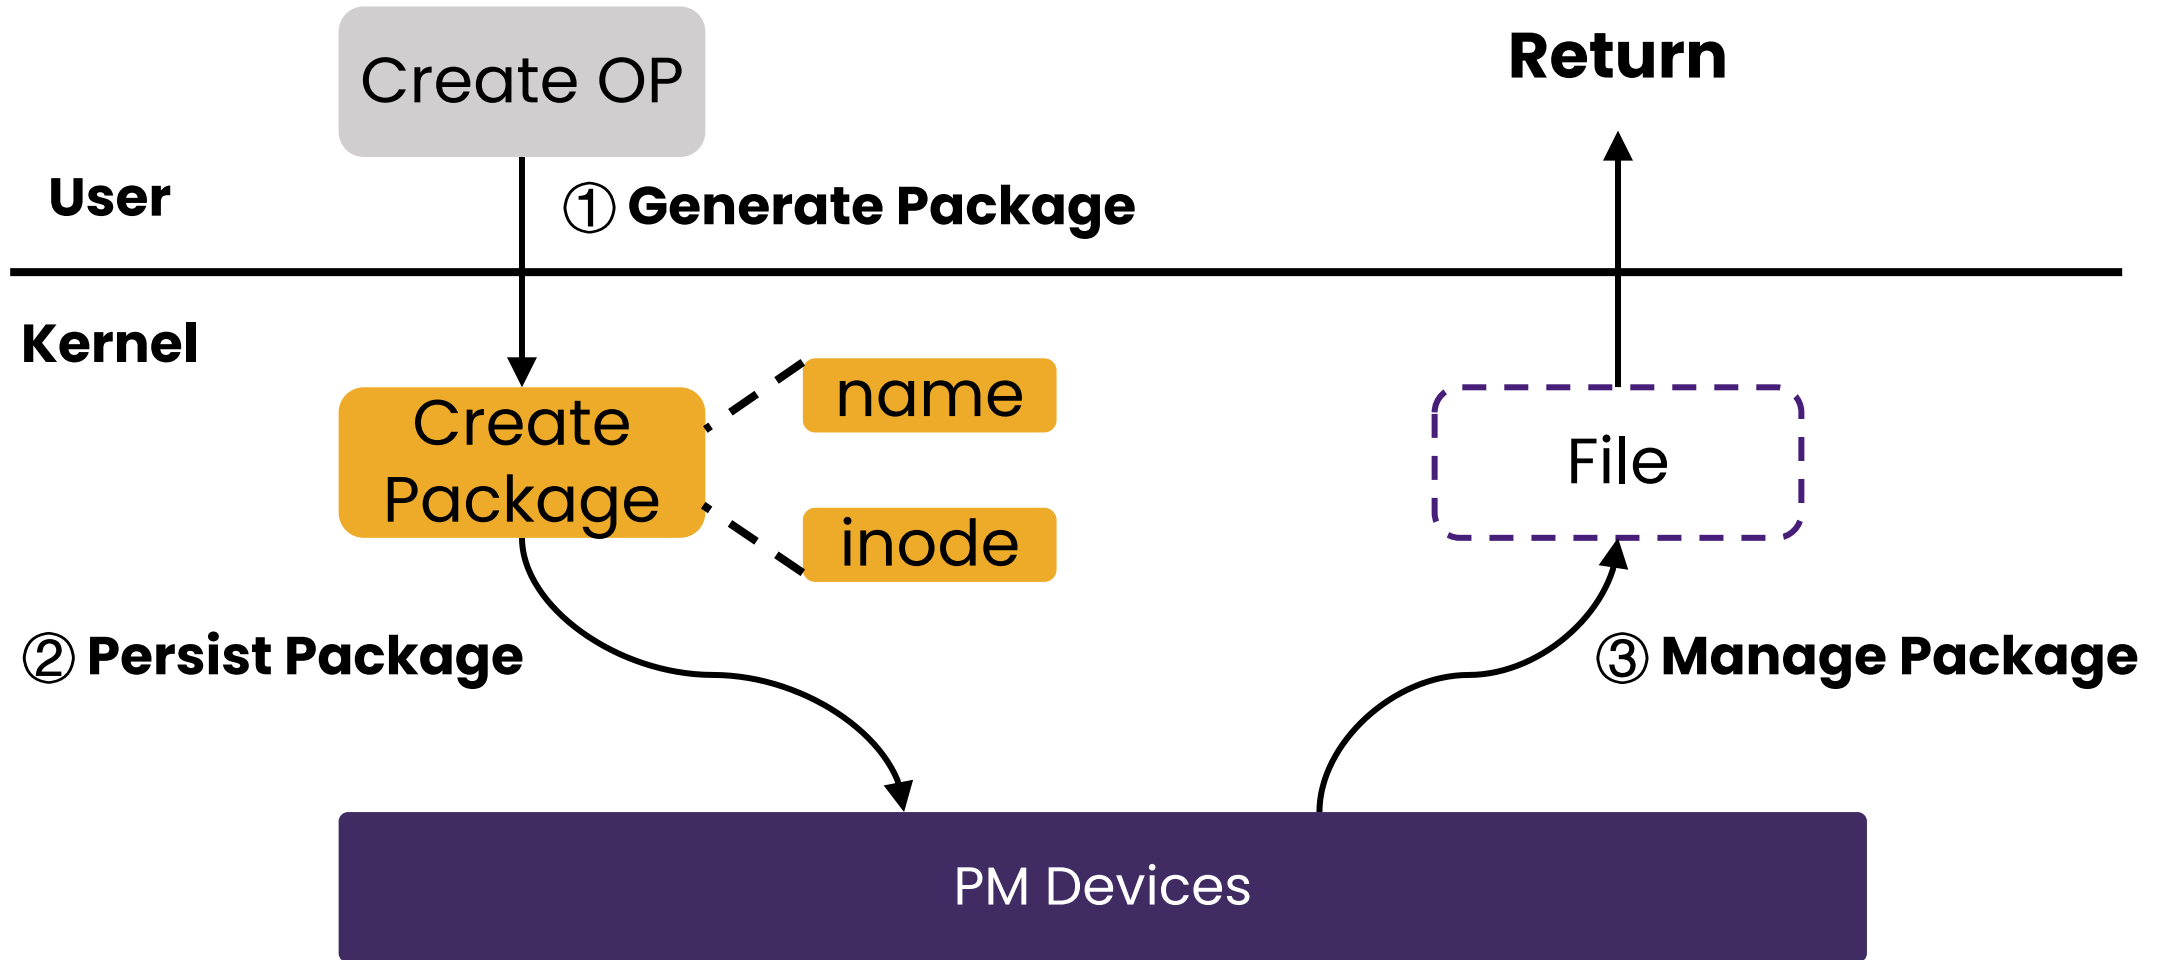 Create OP
Return
User
① Generate Package
Kernel
Create
Package
name
inode
File
② Persist Package
③ Manage Package
PM Devices